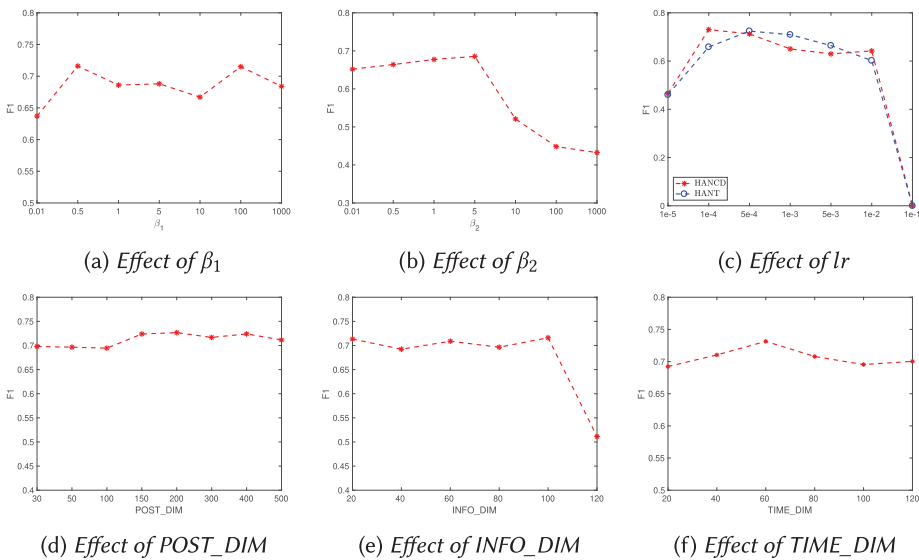 0.75
0.7
0.65
F1
0.6
0.55
0.5
0.01 0.5 1 5 10 100 1000
β1
(a) Effect of β1
0.8
0.7
0.6
F1
0.5
0.4
0.3
0.2
0.01 0.5 1 5 10 100 1000
β2
(b) Effect of β2
0.8
0.6
F1
0.4
0.2
0
HANCD
HANT
1e-5 1e-4 5e-4 1e-3 5e-3 1e-2 1e-1
(c) Effect of lr
0.8
0.75
0.7
0.65
F1
0.6
0.55
0.5
0.45
0.4
30 50 100 150 200 300 400 500
POST_DIM
(d) Effect of POST_DIM
0.8
0.75
0.7
0.65
F1
0.6
0.55
0.5
0.45
0.4
20 40 60 80 100 120
INFO_DIM
(e) Effect of INFO_DIM
0.8
0.75
0.7
F1
0.65
0.6
0.55
0.5
20 40 60 80 100 120
TIME_DIM
(f) Effect of TIME_DIM